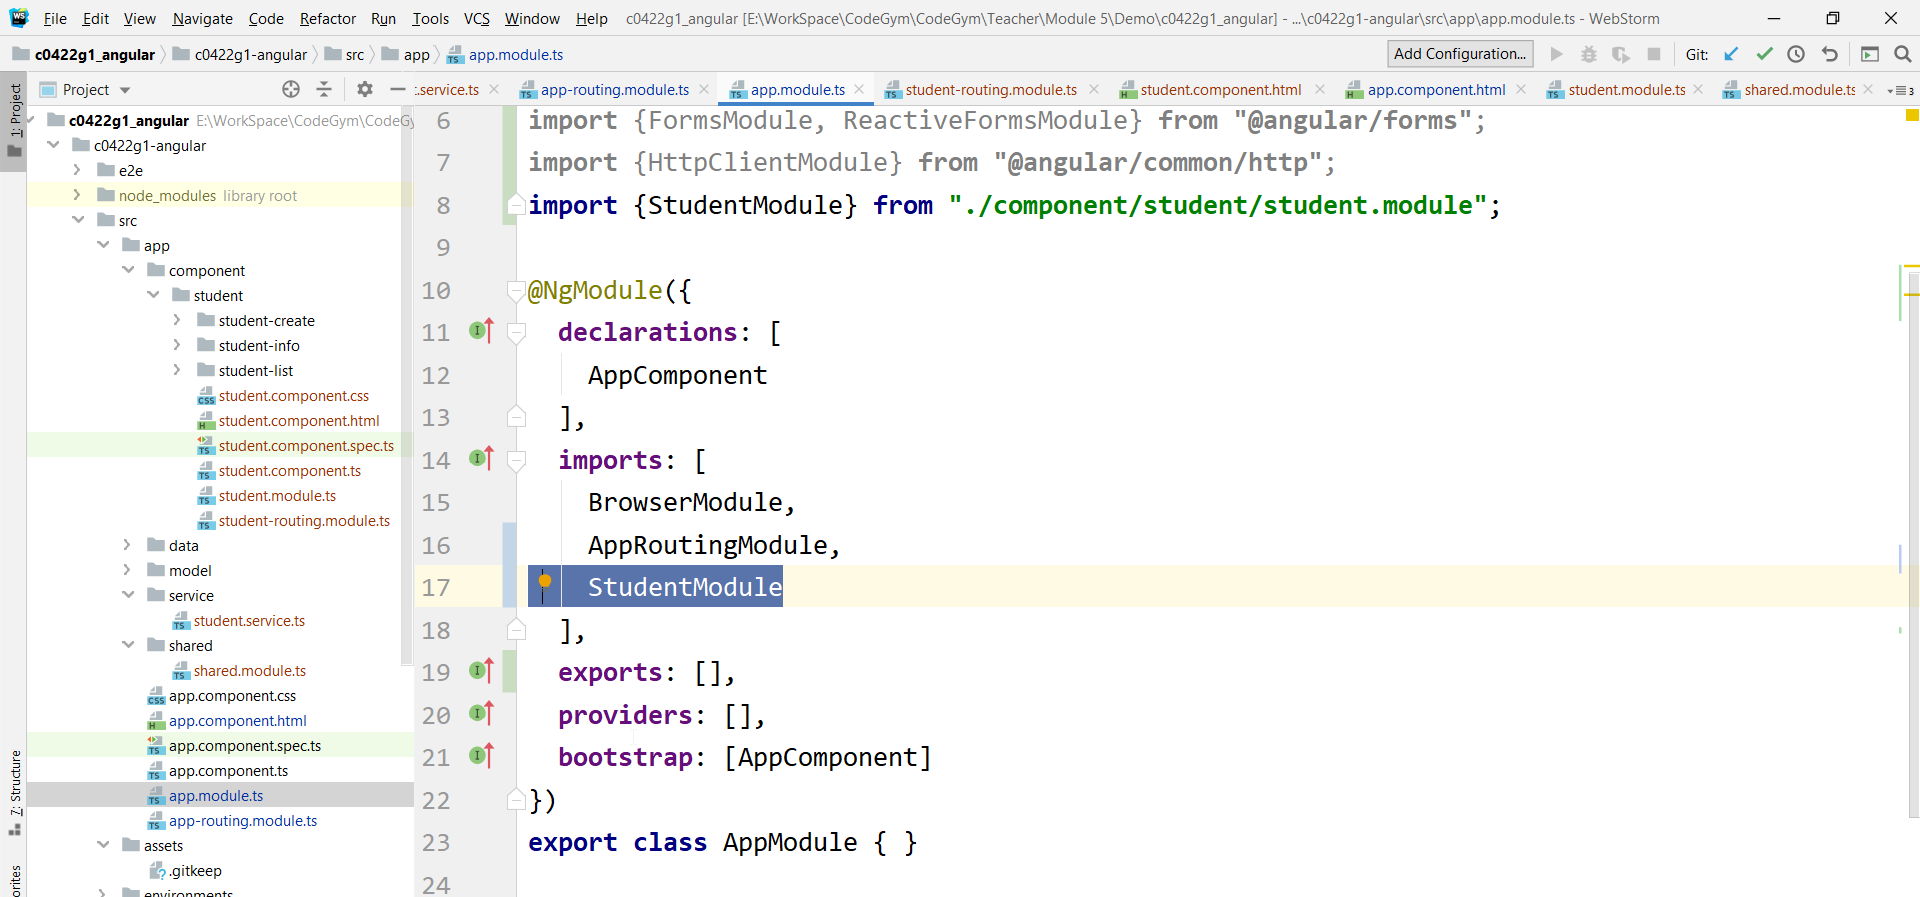 WS File Edit View Navigate Code Refactor Run Tools VCS Window Help c0422g1_angular [E:\WorkSpace\CodeGym\CodeGym\Teacher\Module 5\Demo\c0422g1_angular] - ...\c0422g1-angular\src\app\app.module.ts - WebStorm
c0422g1_angular c0422g1-angular src app app.module.ts Add Configuration... Git:
1: Project
Project t.service.ts app-routing.module.ts app.module.ts student-routing.module.ts student.component.html app.component.html student.module.ts shared.module.ts 3
c0422g1_angular E:\WorkSpace\CodeGym\CodeGy
c0422g1-angular
e2e
node_modules library root
src
app
component
student
student-create
student-info
student-list
student.component.css
student.component.html
student.component.spec.ts
student.component.ts
student.module.ts
student-routing.module.ts
data
model
service
student.service.ts
shared
shared.module.ts
app.component.css
app.component.html
app.component.spec.ts
app.component.ts
app.module.ts
app-routing.module.ts
assets
.gitkeep
environments
7: Structure
orites
6 import {FormsModule, ReactiveFormsModule} from "@angular/forms";
7 import {HttpClientModule} from "@angular/common/http";
8 import {StudentModule} from "./component/student/student.module";
9
10 @NgModule({
11 declarations: [
12 AppComponent
13 ],
14 imports: [
15 BrowserModule,
16 AppRoutingModule,
17 StudentModule
18 ],
19 exports: [],
20 providers: [],
21 bootstrap: [AppComponent]
22 })
23 export class AppModule { }
24